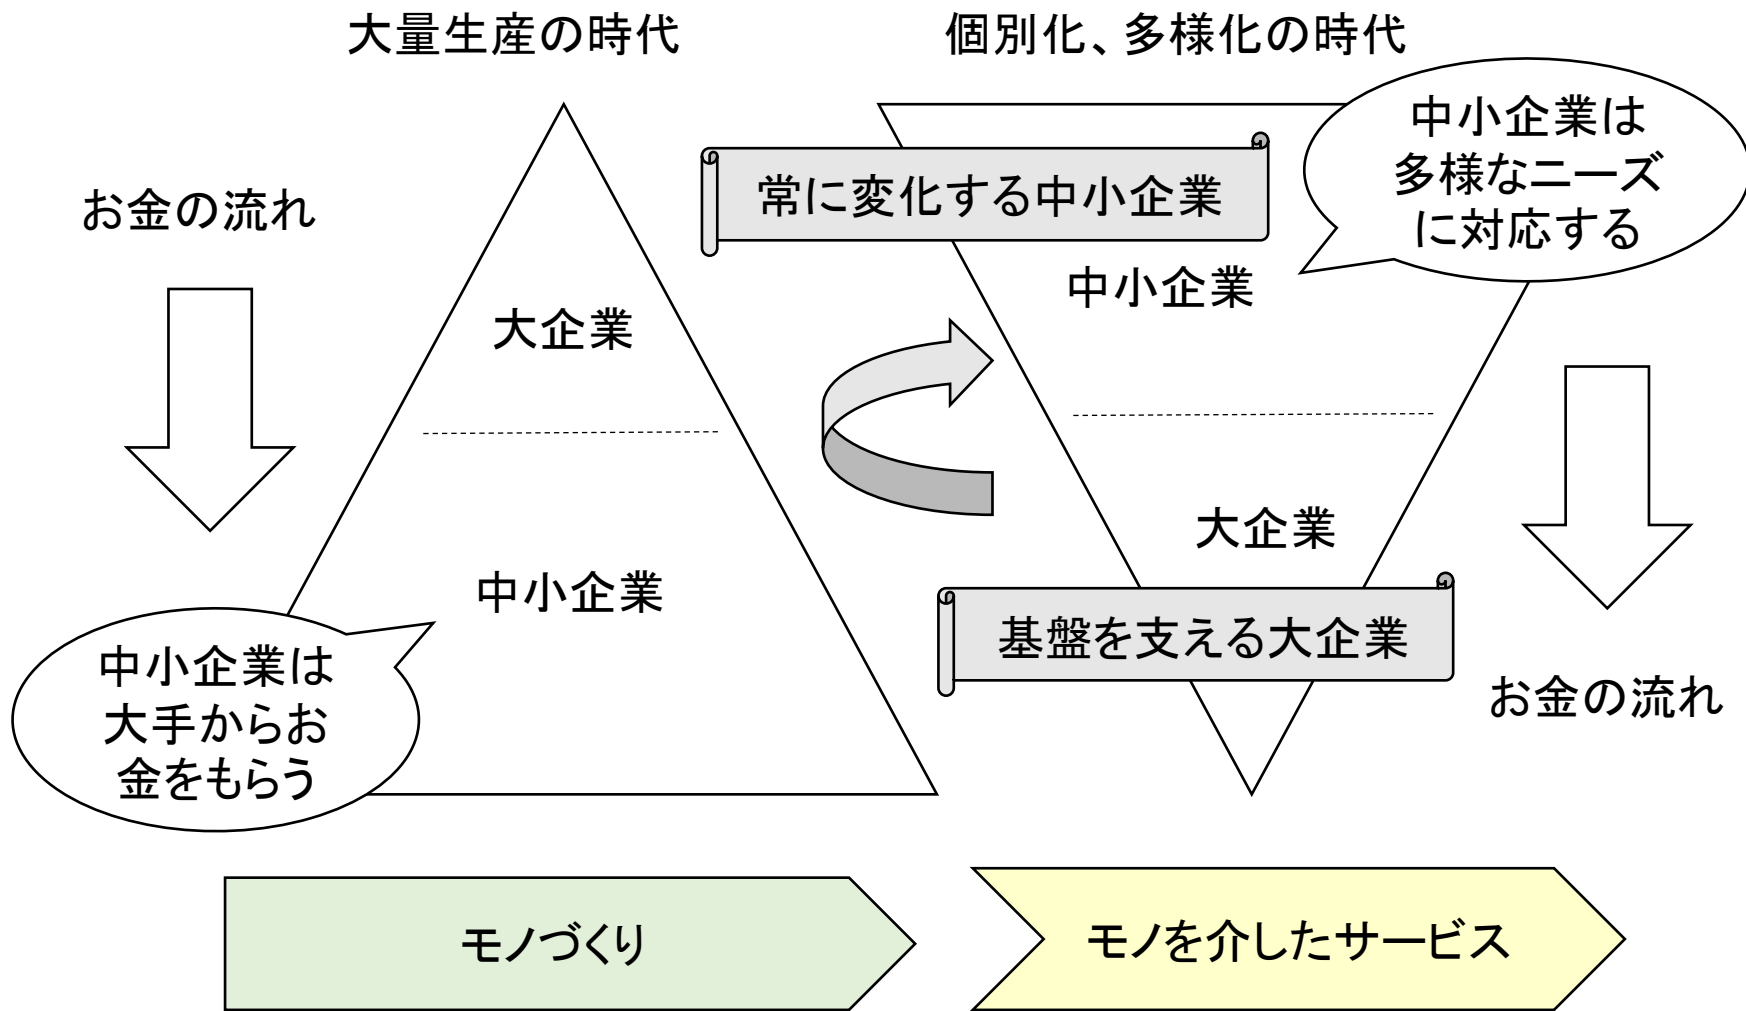 大量生産の時代
個別化、多様化の時代
お金の流れ
大企業
中小企業
中小企業は
大手からお
金をもらう
常に変化する中小企業
中小企業は
多様なニーズ
に対応する
中小企業
大企業
基盤を支える大企業
お金の流れ
モノづくり
モノを介したサービス